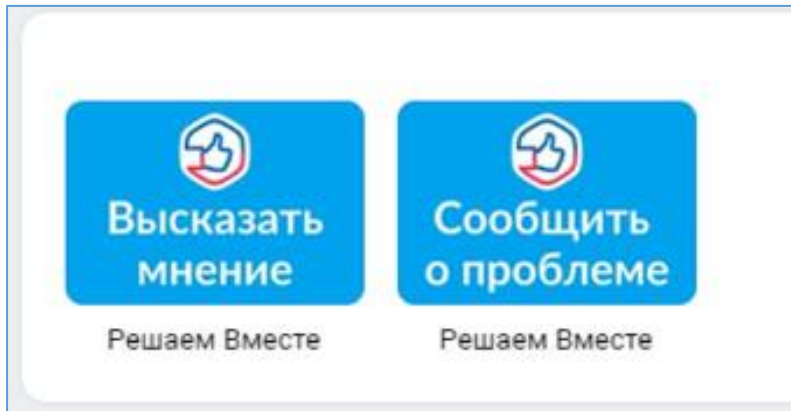 Высказать
мнение
Решаем Вместе
Сообщить
о проблеме
Решаем Вместе